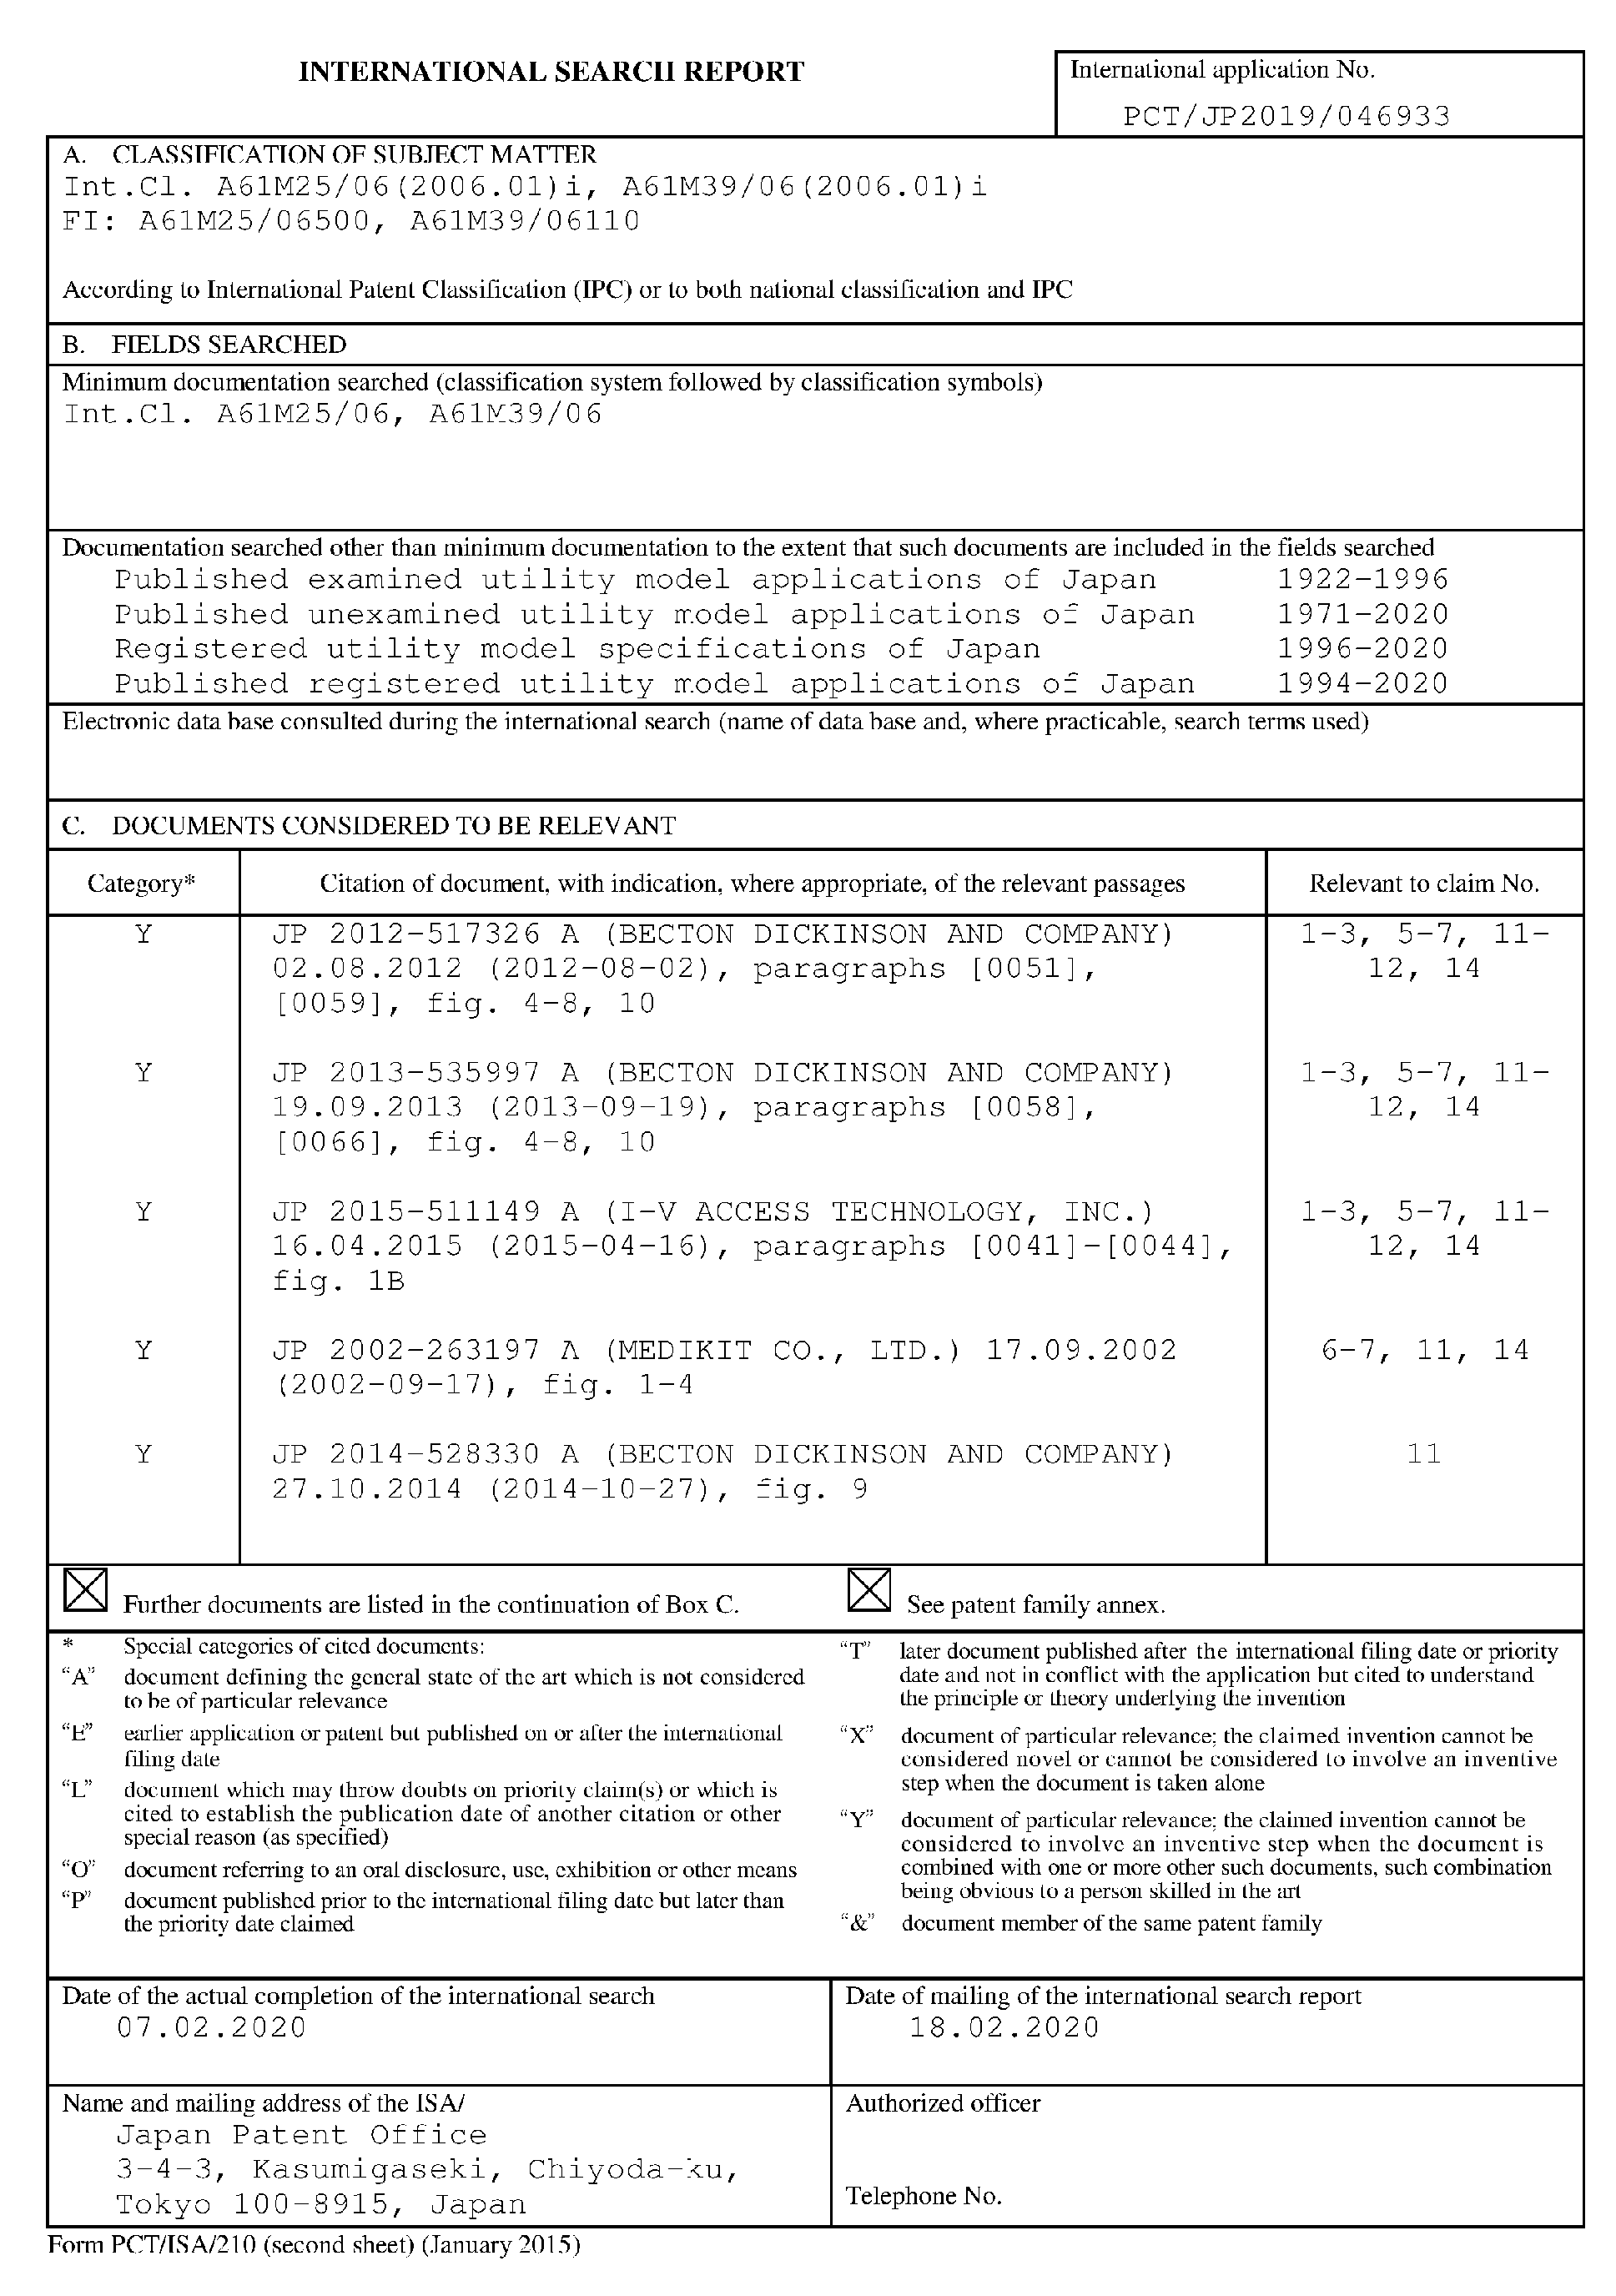 INTERNATIONAL SEARCH REPORT
International application No.
PCT/JP2019/046933
A. CLASSIFICATION OF SUBJECT MATTER
Int.Cl. A61M25/06(2006.01)i, A61M39/06(2006.01)i
FI: A61M25/06500, A61M39/06110
According to International Patent Classification (IPC) or to both national classification and IPC
B. FIELDS SEARCHED
Minimum documentation searched (classification system followed by classification symbols)
Int.Cl. A61M25/06, A61M39/06
Documentation searched other than minimum documentation to the extent that such documents are included in the fields searched
Published examined utility model applications of Japan 1922-1996
Published unexamined utility model applications of Japan 1971-2020
Registered utility model specifications of Japan 1996-2020
Published registered utility model applications of Japan 1994-2020
Electronic data base consulted during the international search (name of data base and, where practicable, search terms used)
C. DOCUMENTS CONSIDERED TO BE RELEVANT
Category* Citation of document, with indication, where appropriate, of the relevant passages Relevant to claim No.
Y JP 2012-517326 A (BECTON DICKINSON AND COMPANY) 1-3, 5-7, 11-
02.08.2012 (2012-08-02), paragraphs [0051], 12, 14
[0059], fig. 4-8, 10
Y JP 2013-535997 A (BECTON DICKINSON AND COMPANY) 1-3, 5-7, 11-
19.09.2013 (2013-09-19), paragraphs [0058], 12, 14
[0066], fig. 4-8, 10
Y JP 2015-511149 A (I-V ACCESS TECHNOLOGY, INC.) 1-3, 5-7, 11-
16.04.2015 (2015-04-16), paragraphs [0041]-[0044], 12, 14
fig. 1B
Y JP 2002-263197 A (MEDIKIT CO., LTD.) 17.09.2002 6-7, 11, 14
(2002-09-17), fig. 1-4
Y JP 2014-528330 A (BECTON DICKINSON AND COMPANY) 11
27.10.2014 (2014-10-27), fig. 9
Further documents are listed in the continuation of Box C.
See patent family annex.
* Special categories of cited documents:
“A” document defining the general state of the art which is not considered
to be of particular relevance
“E” earlier application or patent but published on or after the international
filing date
“L” document which may throw doubts on priority claim(s) or which is
cited to establish the publication date of another citation or other
special reason (as specified)
“O” document referring to an oral disclosure, use, exhibition or other means
“P” document published prior to the international filing date but later than
the priority date claimed
“T” later document published after the international filing date or priority
date and not in conflict with the application but cited to understand
the principle or theory underlying the invention
“X” document of particular relevance; the claimed invention cannot be
considered novel or cannot be considered to involve an inventive
step when the document is taken alone
“Y” document of particular relevance; the claimed invention cannot be
considered to involve an inventive step when the document is
combined with one or more other such documents, such combination
being obvious to a person skilled in the art
“&” document member of the same patent family
Date of the actual completion of the international search
07.02.2020
Date of mailing of the international search report
18.02.2020
Name and mailing address of the ISA/
Japan Patent Office
3-4-3, Kasumigaseki, Chiyoda-ku,
Tokyo 100-8915, Japan
Authorized officer
Telephone No.
Form PCT/ISA/210 (second sheet) (January 2015)